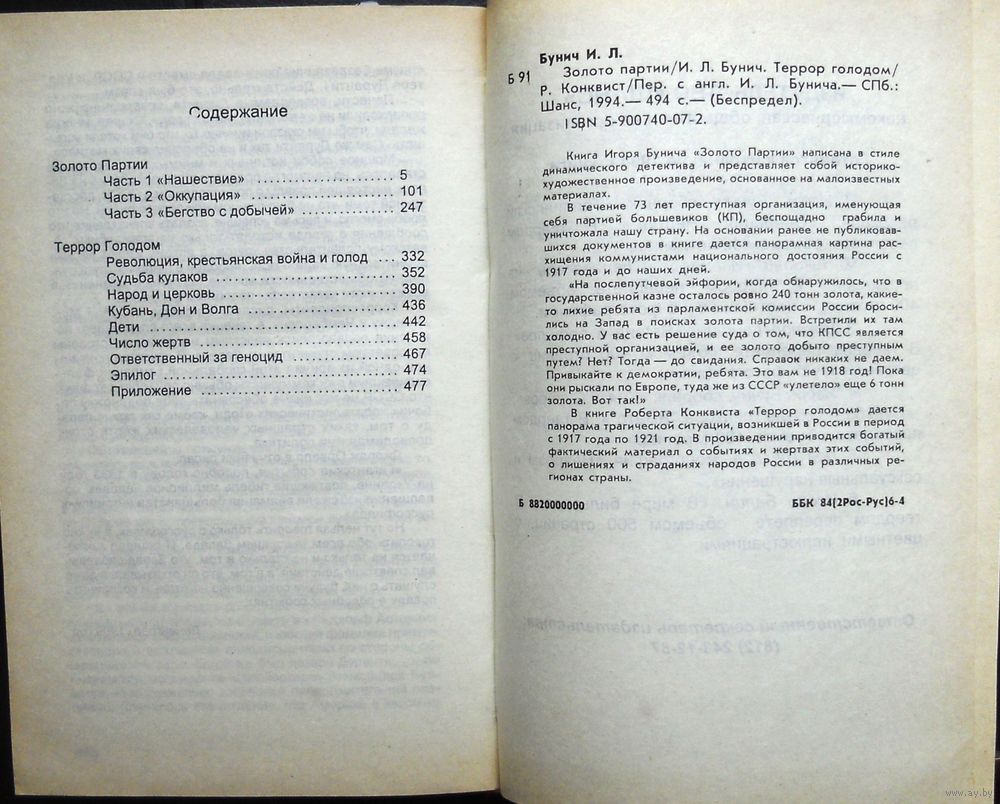 Содержание
Золото Партии
Часть 1 «Нашествие» ................ 5
Часть 2 «Оккупация» ................ 101
Часть 3 «Бегство с добычей» ............. 247
Террор Голодом
Революция, крестьянская война и голод ... 332
Судьба кулаков ........................ 352
Народ и церковь ........................ 390
Кубань, Дон и Волга ..................... 436
Дети ................................. 442
Число жертв ........................... 458
Ответственный за геноцид ............... 467
Эпилог ............................... 474
Приложение ........................... 477
Бунич И. Л.
Б 91
Золото партии/И. Л. Бунич. Террор голодом/
Р. Конквист/Пер. с англ. И. Л. Бунича.— СПб.:
Шанс, 1994.— 494 с.— (Беспредел).
ISBN 5-900740-07-2.
Книга Игоря Бунича «Золото Партии» написана в стиле
динамического детектива и представляет собой историко-
художественное произведение, основанное на малоизвестных
материалах.
В течение 73 лет преступная организация, именующая
себя партией большевиков (КП), беспощадно грабила и
уничтожала нашу страну. На основании ранее не публиковав-
шихся документов в книге дается панорамная картина рас-
хищения коммунистами национального достояния России с
1917 года и до наших дней.
«На послепутчевой эйфории, когда обнаружилось, что в
государственной казне осталось ровно 240 тонн золота, какие-
то лихие ребята из парламентской комиссии России броси-
лись на Запад в поисках золота партии. Встретили их там
холодно. У вас есть решение суда о том, что КПСС является
преступной организацией, и ее золото добыто преступным
путем? Нет? Тогда — до свидания. Справок никаких не даем.
Привыкайте к демократии, ребята. Это вам не 1918 год! Пока
они рыскали по Европе, туда же из СССР «улетело» еще 6 тонн
золота. Вот так!»
В книге Роберта Конквиста «Террор голодом» дается
панорама трагической ситуации, возникшей в России в период
с 1917 года по 1921 год. В произведении приводится богатый
фактический материал о событиях и жертвах этих событий,
о лишениях и страданиях народов России в различных ре-
гионах страны.
Б 8820000000 ББК 84(2Рос-Рус)6-4
www.ay.by